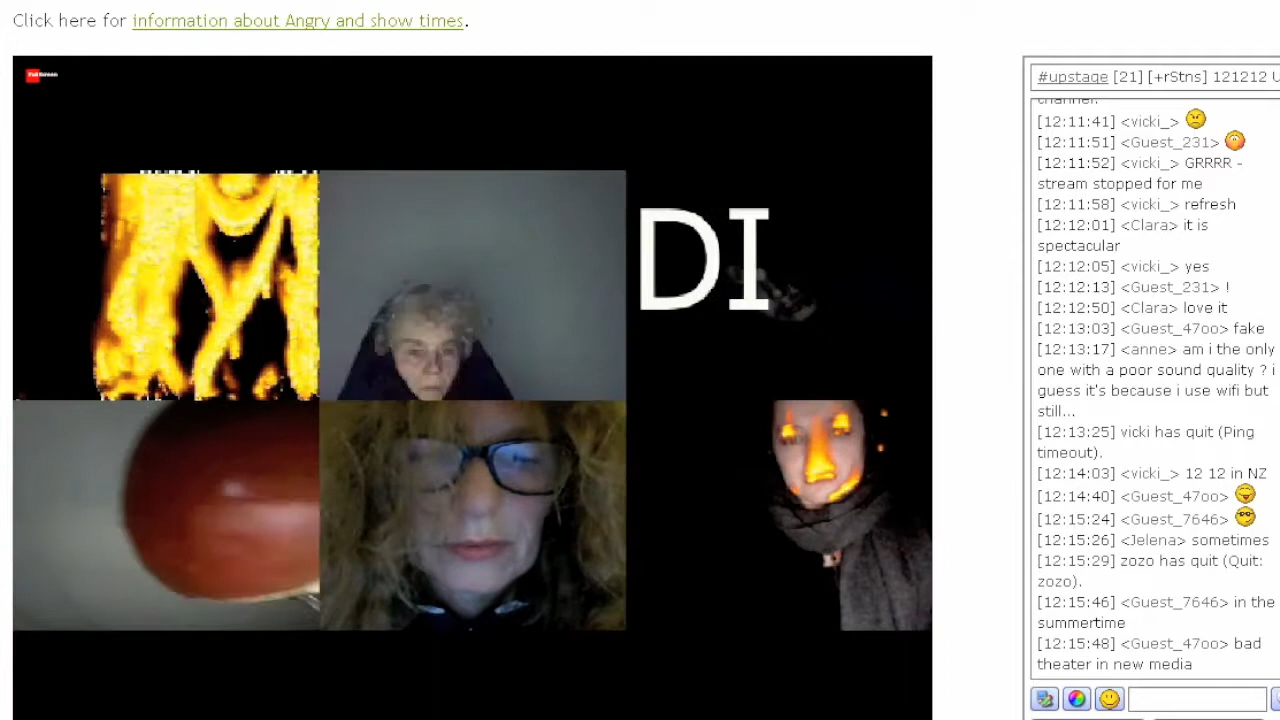 Click here for information about Angry and show times.
Full Screen
DI
#upstage [21] [+rStns] 121212 U
channel.
[12:11:41] <vicki_>
[12:11:51] <Guest_231>
[12:11:52] <vicki_> GRRRR -
stream stopped for me
[12:11:58] <vicki_> refresh
[12:12:01] <Clara> it is
spectacular
[12:12:05] <vicki_> yes
[12:12:13] <Guest_231> !
[12:12:50] <Clara> love it
[12:13:03] <Guest_47oo> fake
[12:13:17] <anne> am i the only
one with a poor sound quality ? i
guess it's because i use wifi but
still...
[12:13:25] vicki has quit (Ping
timeout).
[12:14:03] <vicki_> 12 12 in NZ
[12:14:40] <Guest_47oo>
[12:15:24] <Guest_7646>
[12:15:26] <Jelena> sometimes
[12:15:29] zozo has quit (Quit:
zozo).
[12:15:46] <Guest_7646> in the
summertime
[12:15:48] <Guest_47oo> bad
theater in new media